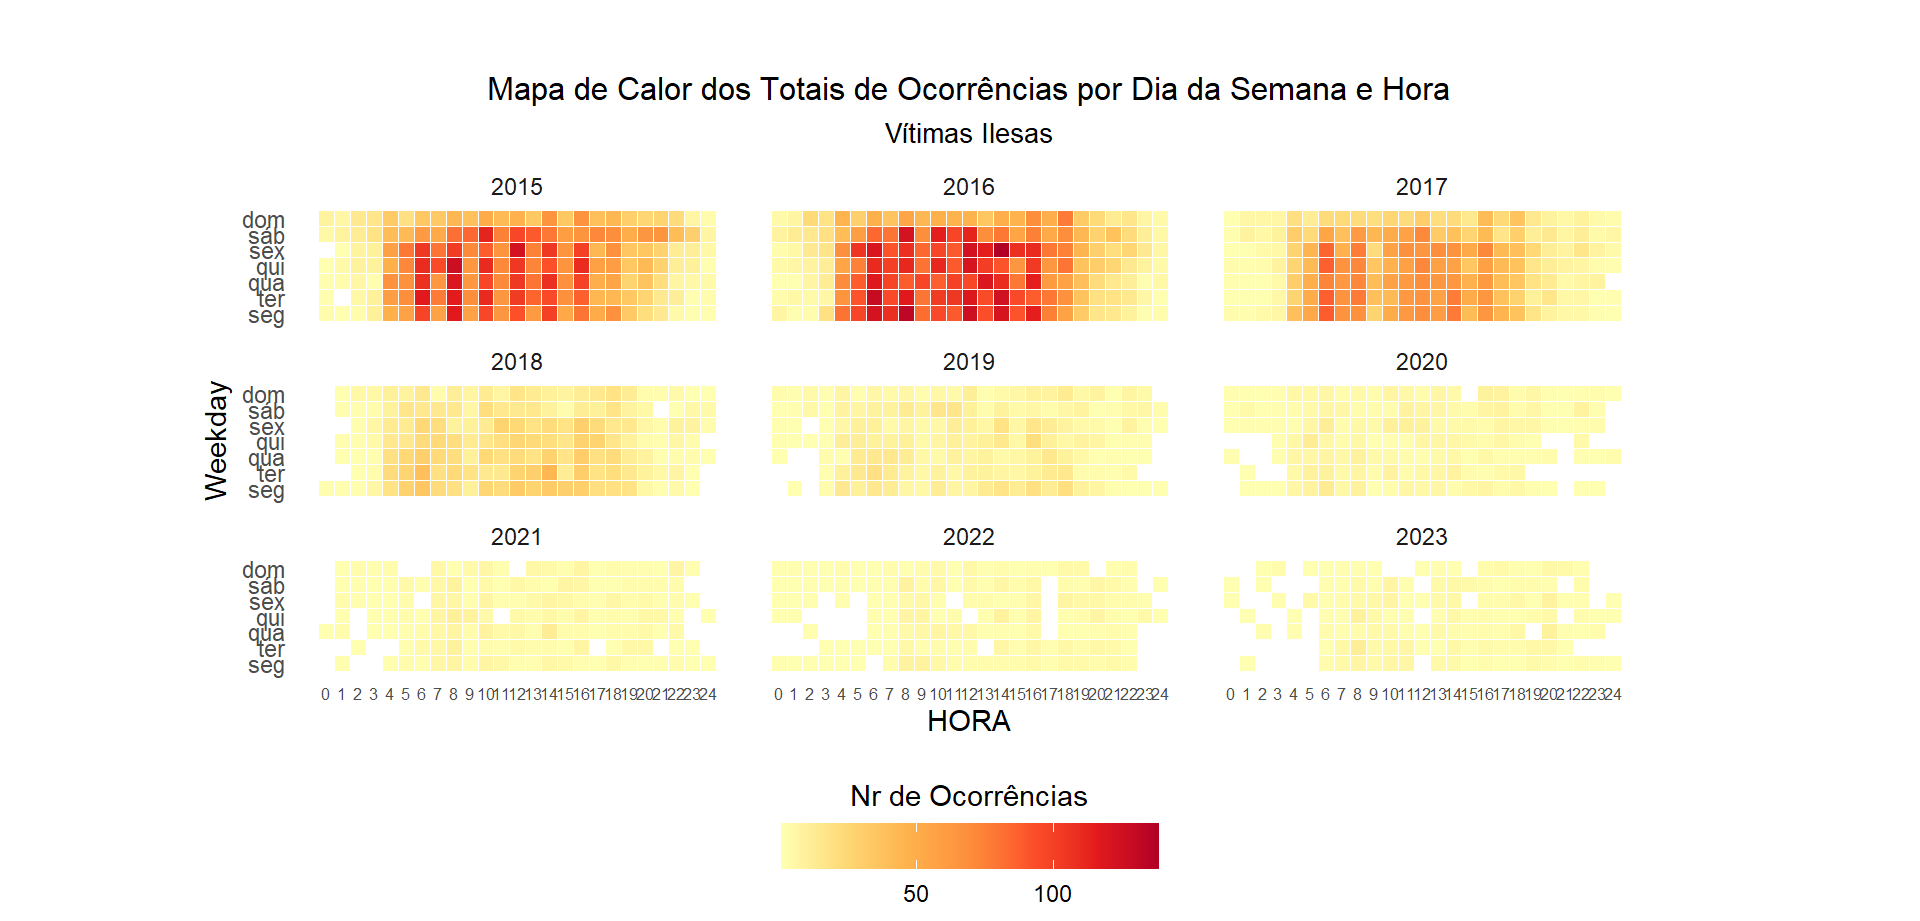 Mapa de Calor dos Totais de Ocorrências por Dia da Semana e Hora
Vítimas Ilesas
2015 2016 2017
dom
sáb
sex
qui
qua
ter
seg
2018 2019 2020
Weekday
dom
sáb
sex
qui
qua
ter
seg
2021 2022 2023
dom
sáb
sex
qui
qua
ter
seg
0 1 2 3 4 5 6 7 8 9 10 11 12 13 14 15 16 17 18 19 20 21 22 23 24 0 1 2 3 4 5 6 7 8 9 10 11 12 13 14 15 16 17 18 19 20 21 22 23 24 0 1 2 3 4 5 6 7 8 9 10 11 12 13 14 15 16 17 18 19 20 21 22 23 24
HORA
Nr de Ocorrências
50 100